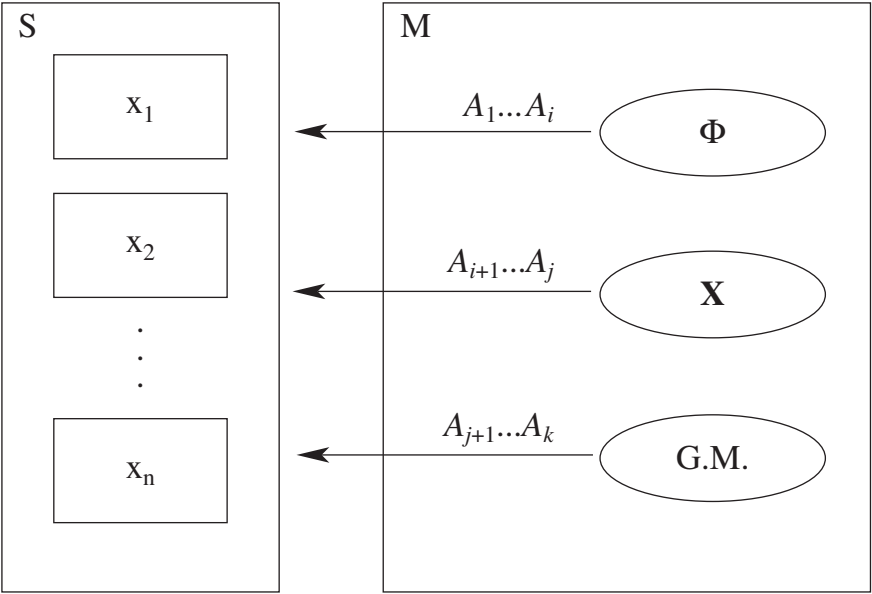 S
M
x₁
A₁...Aᵢ
Φ
x₂
Aᵢ₊₁...Aⱼ
X
.
.
.
xₙ
Aⱼ₊₁...Aₖ
G.M.